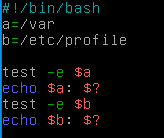 #!/bin/bash
a=/var
b=/etc/profile
test -e $a
echo $a: $?
test -e $b
echo $b: $?